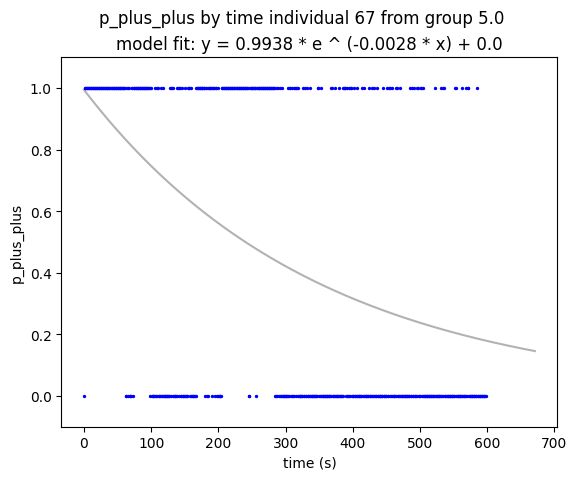 p_plus_plus by time individual 67 from group 5.0
model fit: y = 0.9938 * e ^ (-0.0028 * x) + 0.0
p_plus_plus
1.0
0.8
0.6
0.4
0.2
0.0
0 100 200 300 400 500 600 700
time (s)